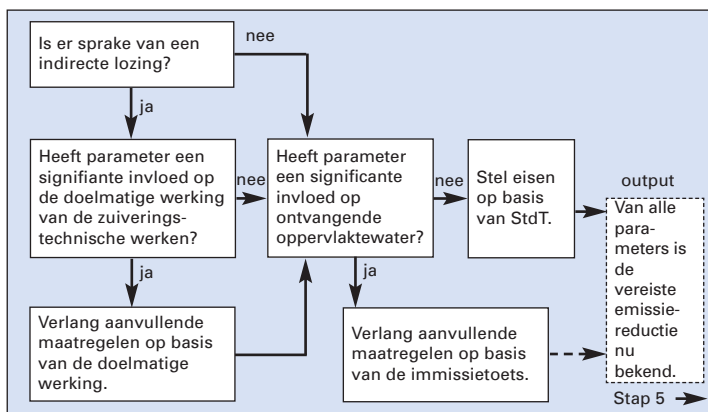 Is er sprake van een
indirecte lozing?
nee
ja
Heeft parameter een
signifiante invloed op
de doelmatige werking
van de zuiverings-
technische werken?
nee
Heeft parameter
een significante
invloed op
ontvangende
oppervlaktewater?
nee
Stel eisen
op basis
van StdT.
output
Van alle
para-
meters is
de
vereiste
emissie-
reductie
nu
bekend.
ja
ja
Verlang aanvullende
maatregelen op basis
van de doelmatige
werking.
Verlang aanvullende
maatregelen op basis
van de immissietoets.
Stap 5